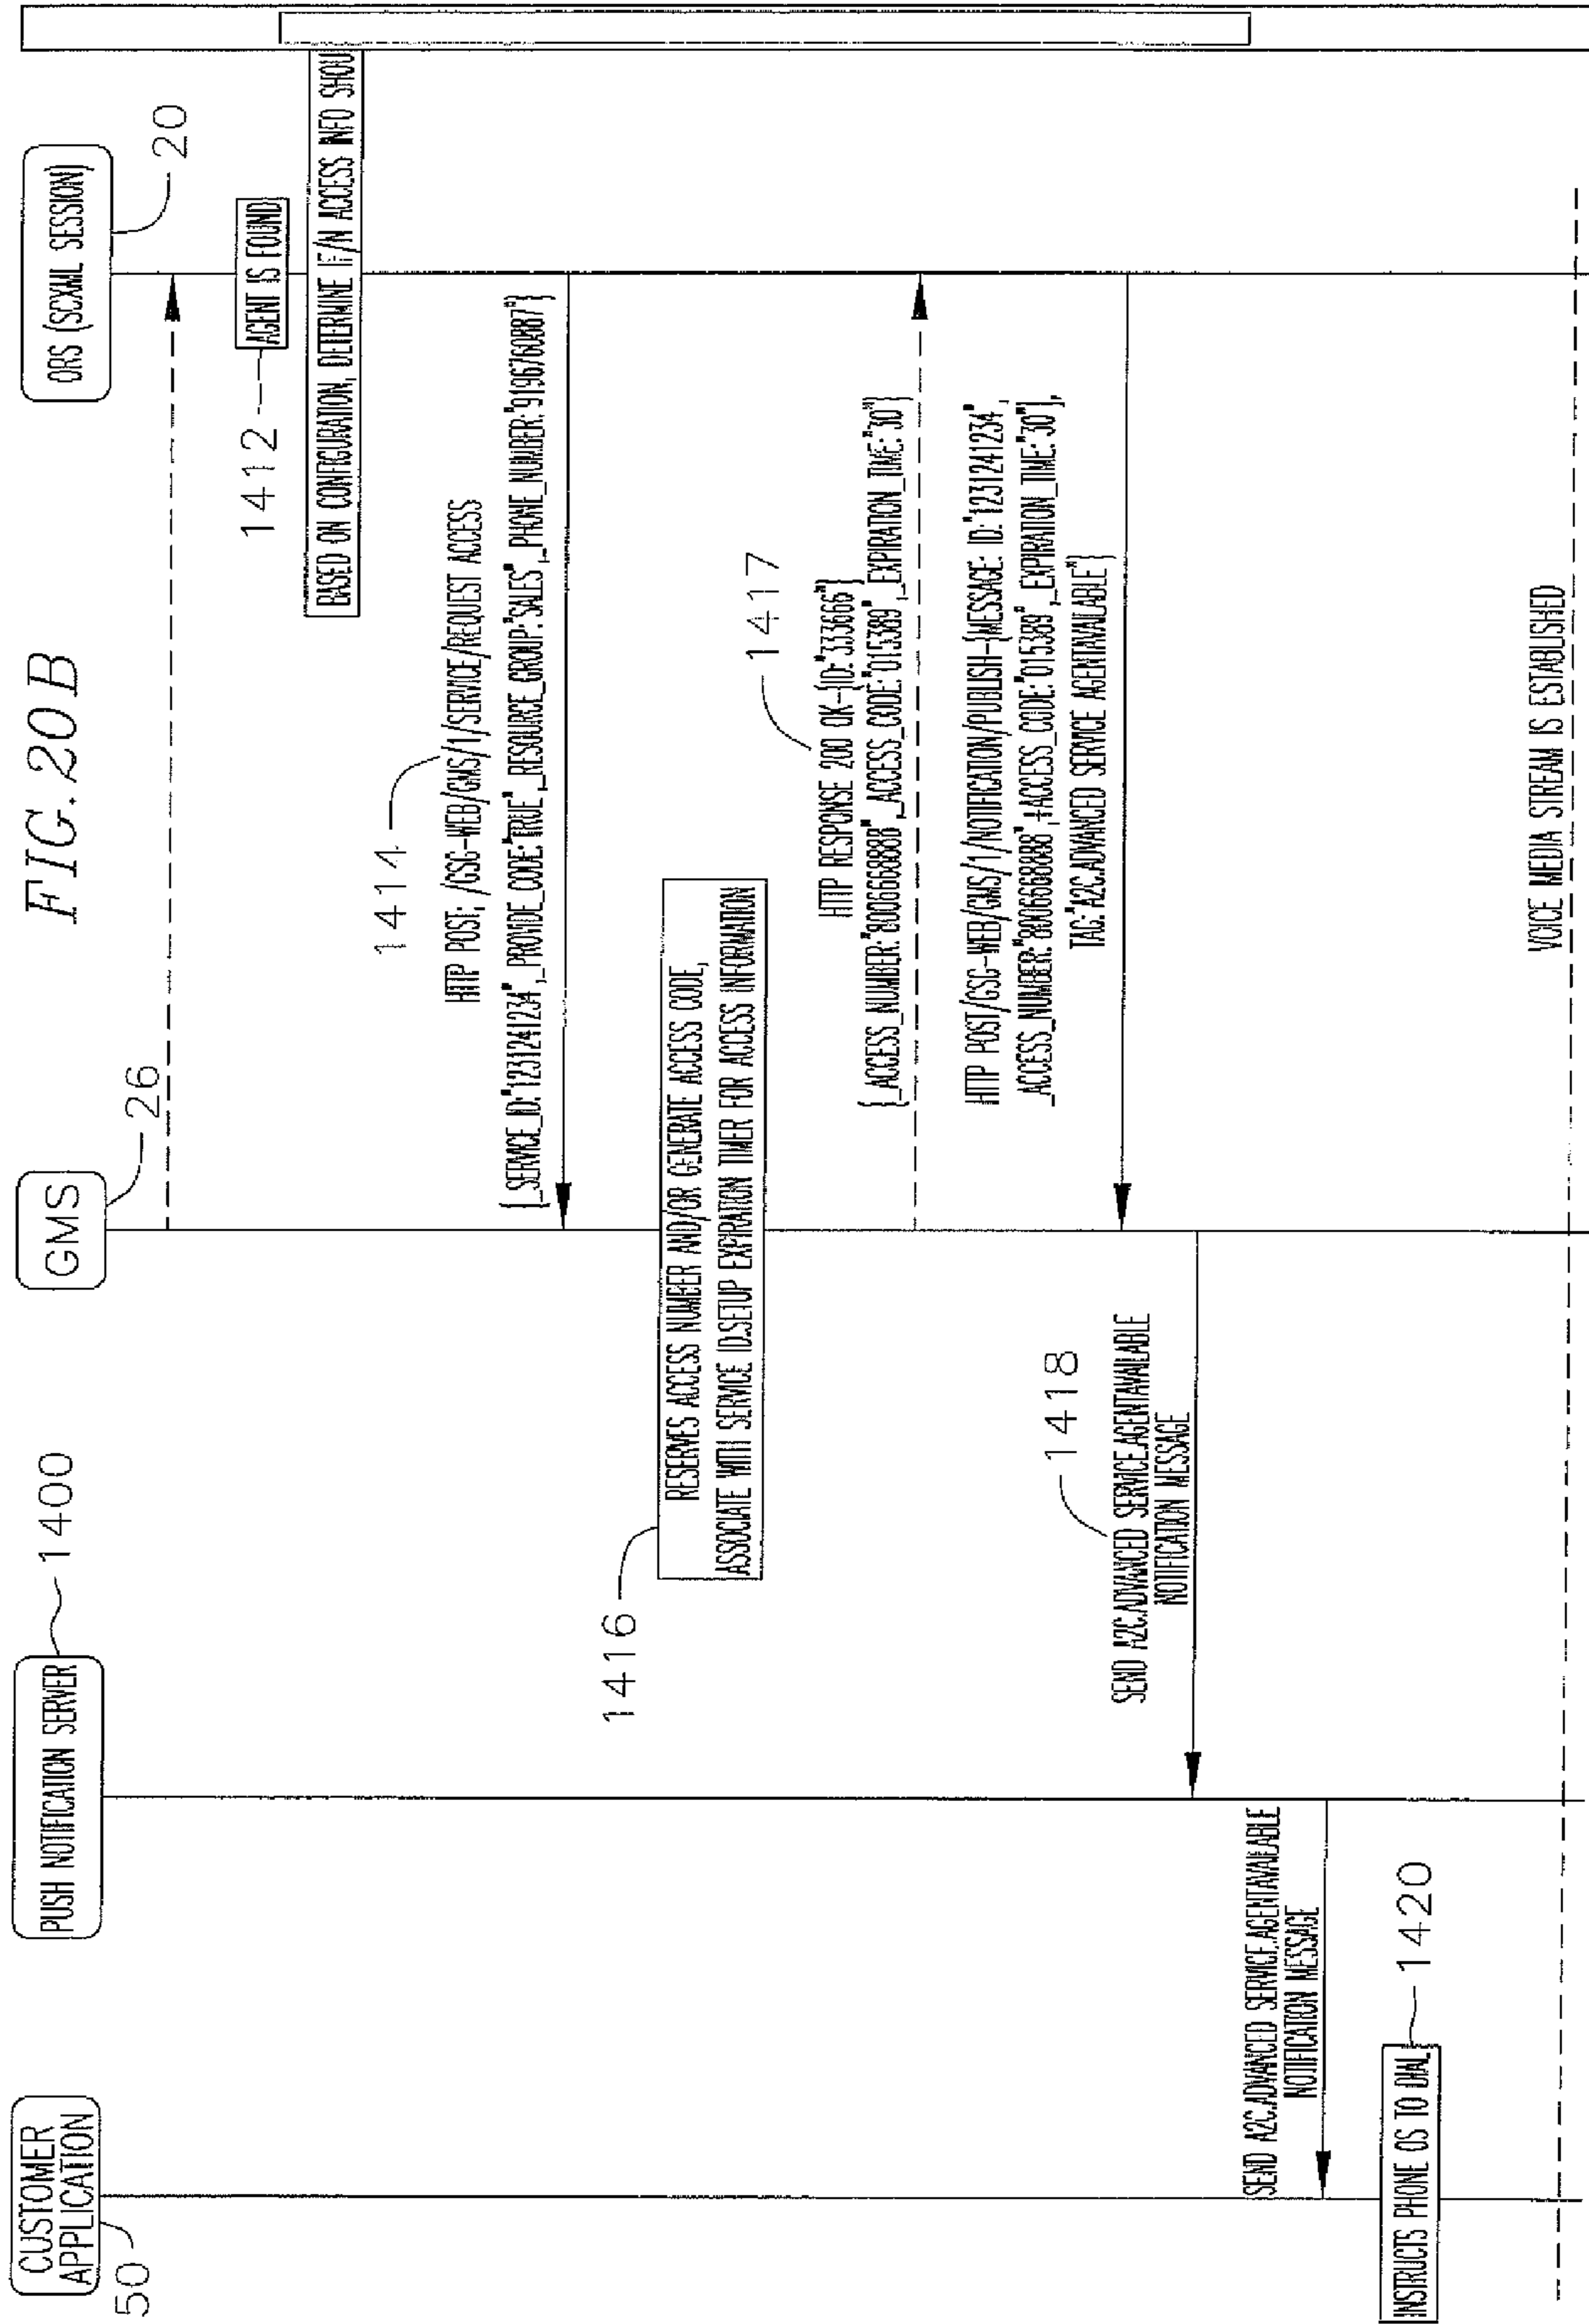 FIG. 20B
CUSTOMER
APPLICATION
50
PUSH NOTIFICATION SERVER
1400
GMS
26
ORS (SCXML SESSION)
20
1412
AGENT IS FOUND
BASED ON CONFIGURATION, DETERMINE IF/N ACCESS INFO SHOU
1414
HTTP POST; /GSG-WEB/GMS/1/SERVICE/REQUEST ACCESS
{_SERVICE_ID:"1231241234",_PROVIDE_CODE:"TRUE",_RESOURCE_GROUP:"SALES",_PHONE_NUMBER:"9196760887"}
1416
RESERVES ACCESS NUMBER AND/OR GENERATE ACCESS CODE,
ASSOCIATE WITH SERVICE ID.SETUP EXPIRATION TIMER FOR ACCESS INFORMATION
1417
HTTP RESPONSE 200 OK-{ID:"333666"}
{_ACCESS_NUMBER:"8006668888",_ACCESS_CODE:"015389",_EXPIRATION_TIME:"30"}
HTTP POST/GSG-WEB/GMS/1/NOTIFICATION/PUBLISH-{MESSAGE: ID:"1231241234",
_ACCESS_NUMBER:"8006668888",+ACCESS_CODE:"015389",_EXPIRATION_TIME:"30"},
TAG:"A2C.ADVANCED SERVICE AGENTAVAILABLE"}
1418
SEND A2C.ADVANCED SERVICE.AGENTAVAILABLE
NOTIFICATION MESSAGE
SEND A2C.ADVANCED SERVICE.AGENTAVAILABLE
NOTIFICATION MESSAGE
INSTRUCTS PHONE OS TO DIAL
1420
VOICE MEDIA STREAM IS ESTABLISHED